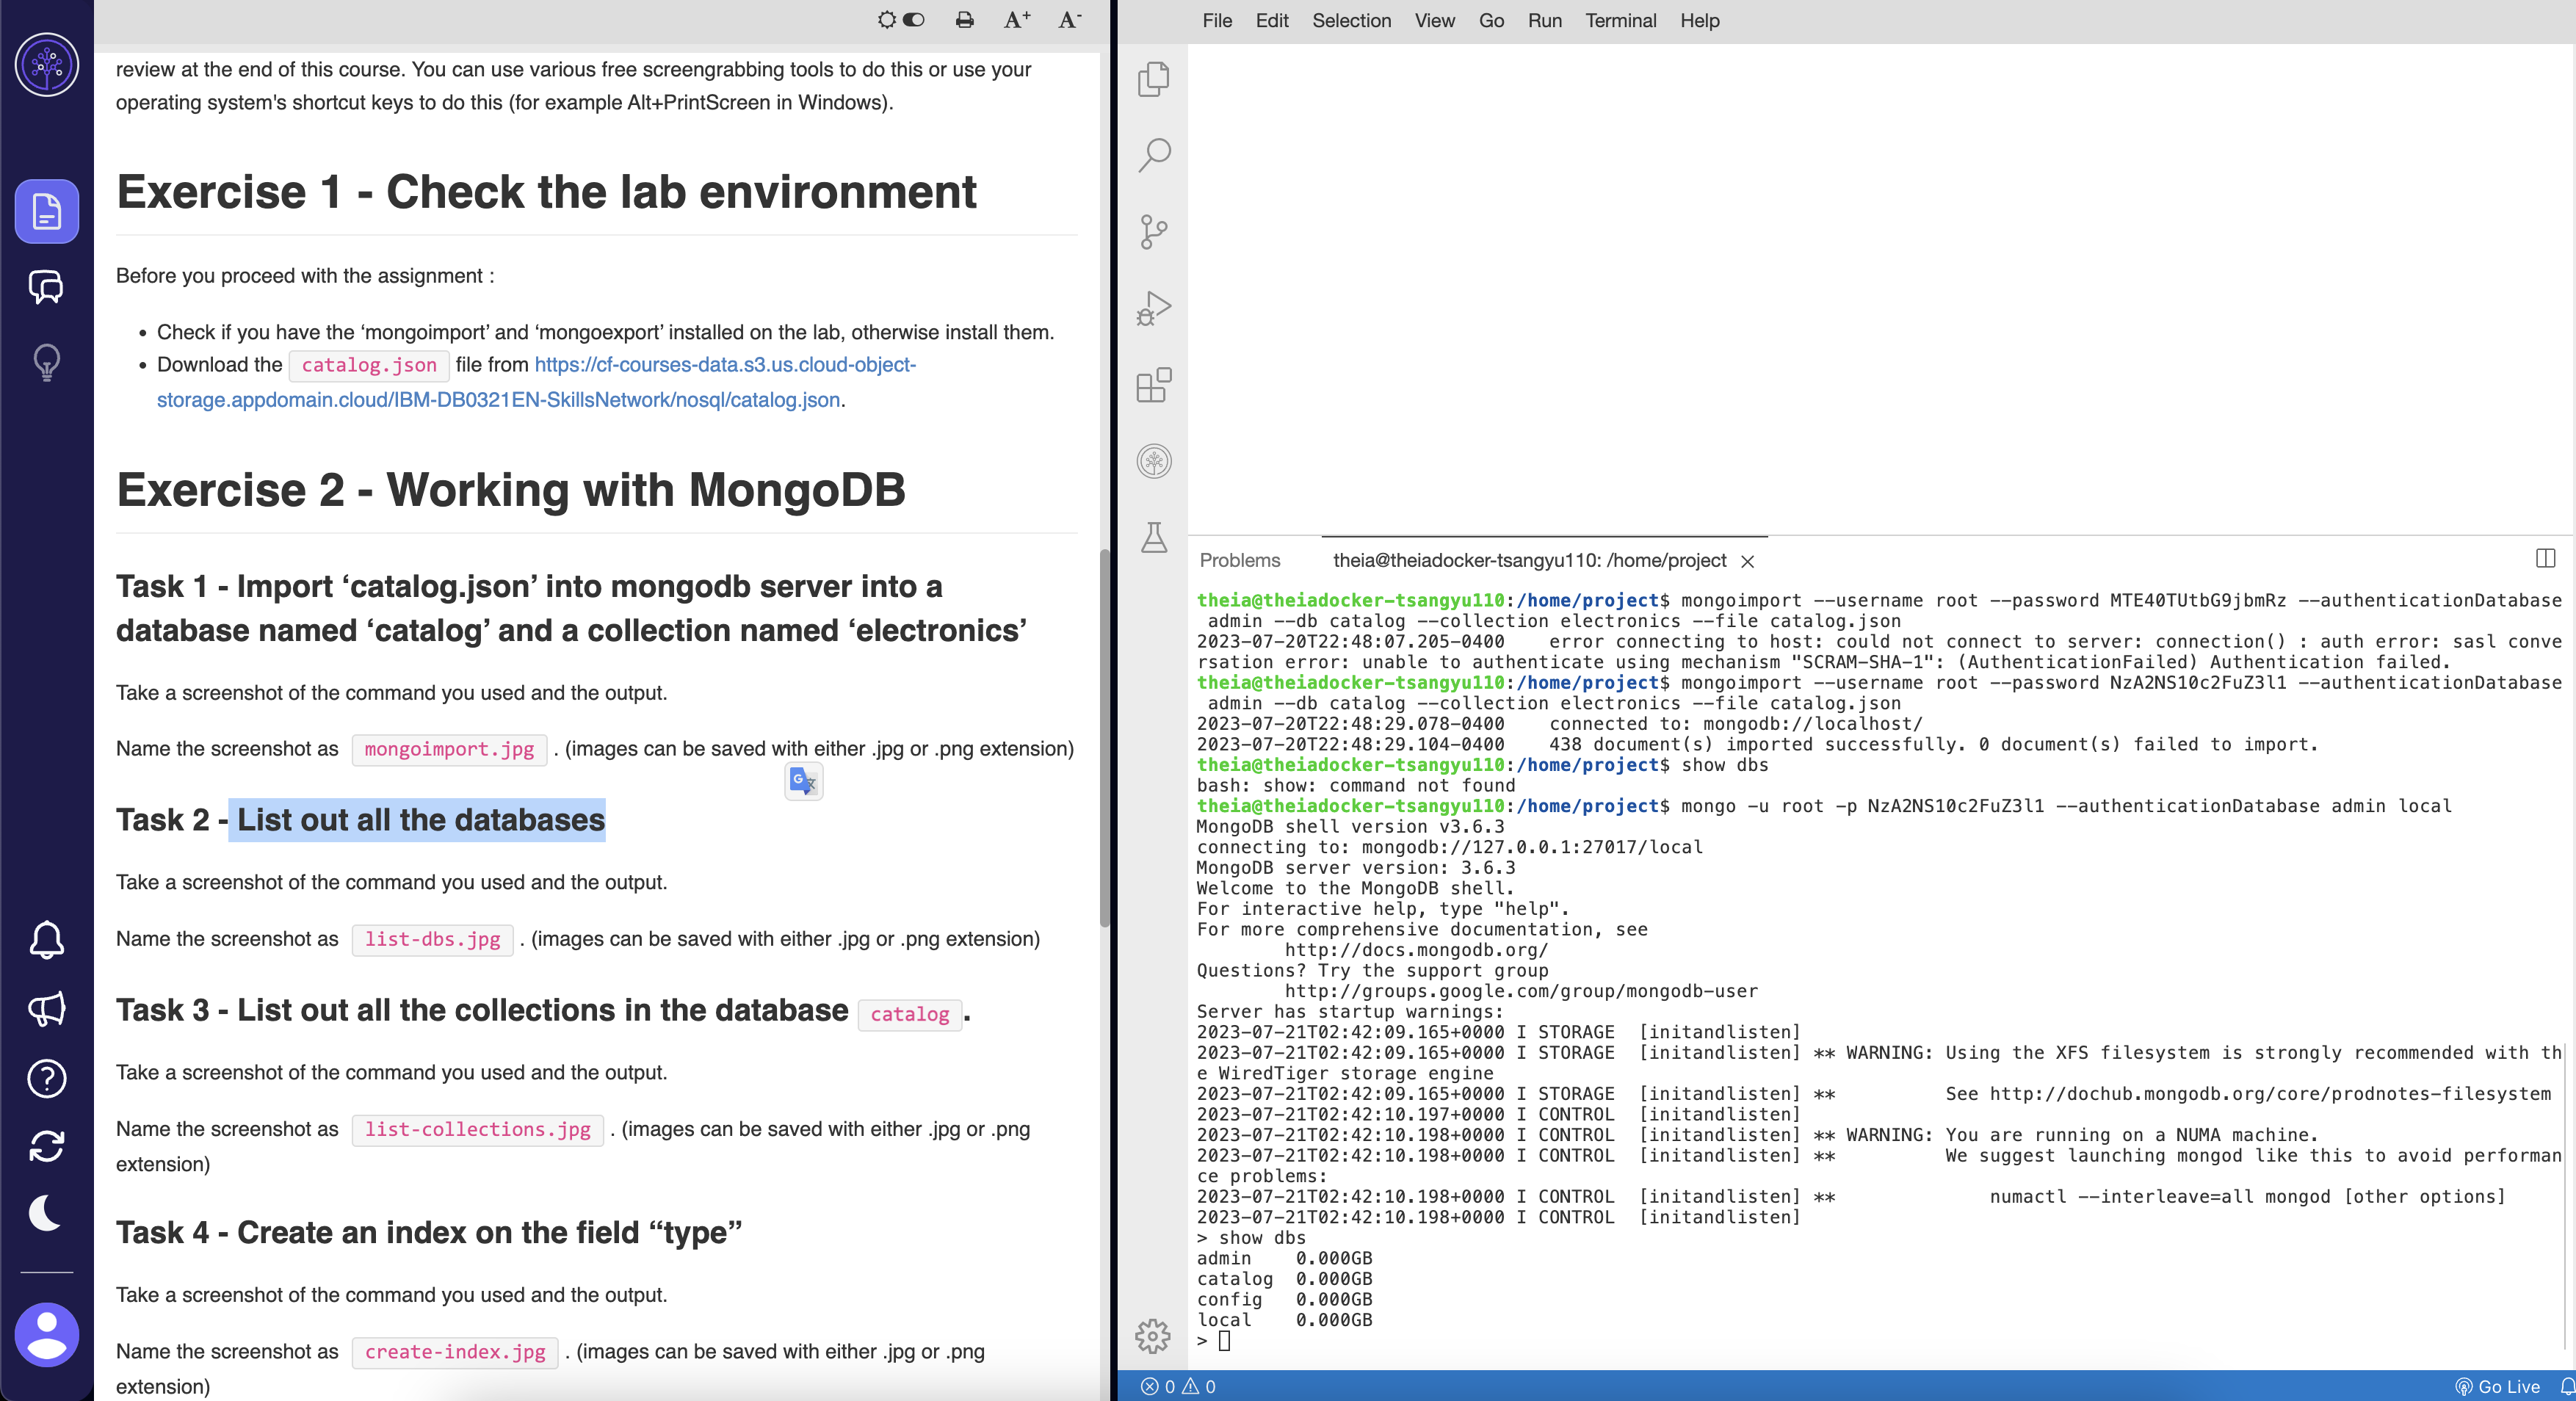 A+ A-
review at the end of this course. You can use various free screengrabbing tools to do this or use your
operating system's shortcut keys to do this (for example Alt+PrintScreen in Windows).
Exercise 1 - Check the lab environment
Before you proceed with the assignment :
• Check if you have the ‘mongoimport’ and ‘mongoexport’ installed on the lab, otherwise install them.
• Download the catalog.json file from https://cf-courses-data.s3.us.cloud-object-
storage.appdomain.cloud/IBM-DB0321EN-SkillsNetwork/nosql/catalog.json.
Exercise 2 - Working with MongoDB
Task 1 - Import ‘catalog.json’ into mongodb server into a
database named ‘catalog’ and a collection named ‘electronics’
Take a screenshot of the command you used and the output.
Name the screenshot as mongoimport.jpg . (images can be saved with either .jpg or .png extension)
Task 2 - List out all the databases
Take a screenshot of the command you used and the output.
Name the screenshot as list-dbs.jpg . (images can be saved with either .jpg or .png extension)
Task 3 - List out all the collections in the database catalog .
Take a screenshot of the command you used and the output.
Name the screenshot as list-collections.jpg . (images can be saved with either .jpg or .png
extension)
Task 4 - Create an index on the field “type”
Take a screenshot of the command you used and the output.
Name the screenshot as create-index.jpg . (images can be saved with either .jpg or .png
extension)
File Edit Selection View Go Run Terminal Help
Problems theia@theiadocker-tsangyu110: /home/project
theia@theiadocker-tsangyu110:/home/project$ mongoimport --username root --password MTE40TUtbG9jbmRz --authenticationDatabase
 admin --db catalog --collection electronics --file catalog.json
2023-07-20T22:48:07.205-0400    error connecting to host: could not connect to server: connection() : auth error: sasl conve
rsation error: unable to authenticate using mechanism "SCRAM-SHA-1": (AuthenticationFailed) Authentication failed.
theia@theiadocker-tsangyu110:/home/project$ mongoimport --username root --password NzA2NS10c2FuZ3l1 --authenticationDatabase
 admin --db catalog --collection electronics --file catalog.json
2023-07-20T22:48:29.078-0400    connected to: mongodb://localhost/
2023-07-20T22:48:29.104-0400    438 document(s) imported successfully. 0 document(s) failed to import.
theia@theiadocker-tsangyu110:/home/project$ show dbs
bash: show: command not found
theia@theiadocker-tsangyu110:/home/project$ mongo -u root -p NzA2NS10c2FuZ3l1 --authenticationDatabase admin local
MongoDB shell version v3.6.3
connecting to: mongodb://127.0.0.1:27017/local
MongoDB server version: 3.6.3
Welcome to the MongoDB shell.
For interactive help, type "help".
For more comprehensive documentation, see
        http://docs.mongodb.org/
Questions? Try the support group
        http://groups.google.com/group/mongodb-user
Server has startup warnings:
2023-07-21T02:42:09.165+0000 I STORAGE  [initandlisten]
2023-07-21T02:42:09.165+0000 I STORAGE  [initandlisten] ** WARNING: Using the XFS filesystem is strongly recommended with th
e WiredTiger storage engine
2023-07-21T02:42:09.165+0000 I STORAGE  [initandlisten] **          See http://dochub.mongodb.org/core/prodnotes-filesystem
2023-07-21T02:42:10.197+0000 I CONTROL  [initandlisten]
2023-07-21T02:42:10.198+0000 I CONTROL  [initandlisten] ** WARNING: You are running on a NUMA machine.
2023-07-21T02:42:10.198+0000 I CONTROL  [initandlisten] **          We suggest launching mongod like this to avoid performan
ce problems:
2023-07-21T02:42:10.198+0000 I CONTROL  [initandlisten] **              numactl --interleave=all mongod [other options]
2023-07-21T02:42:10.198+0000 I CONTROL  [initandlisten]
> show dbs
admin    0.000GB
catalog  0.000GB
config   0.000GB
local    0.000GB
>
0 0 Go Live